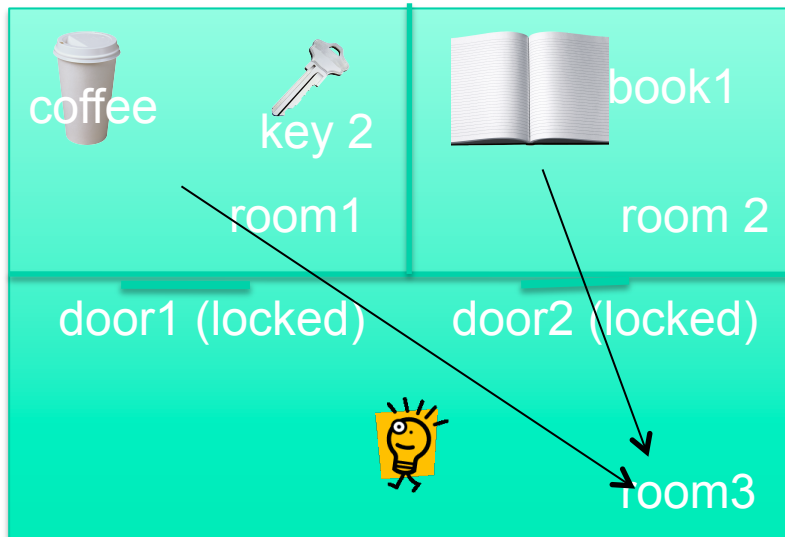 coffee
key 2
room1
book1
room 2
door1 (locked)
door2 (locked)
room3